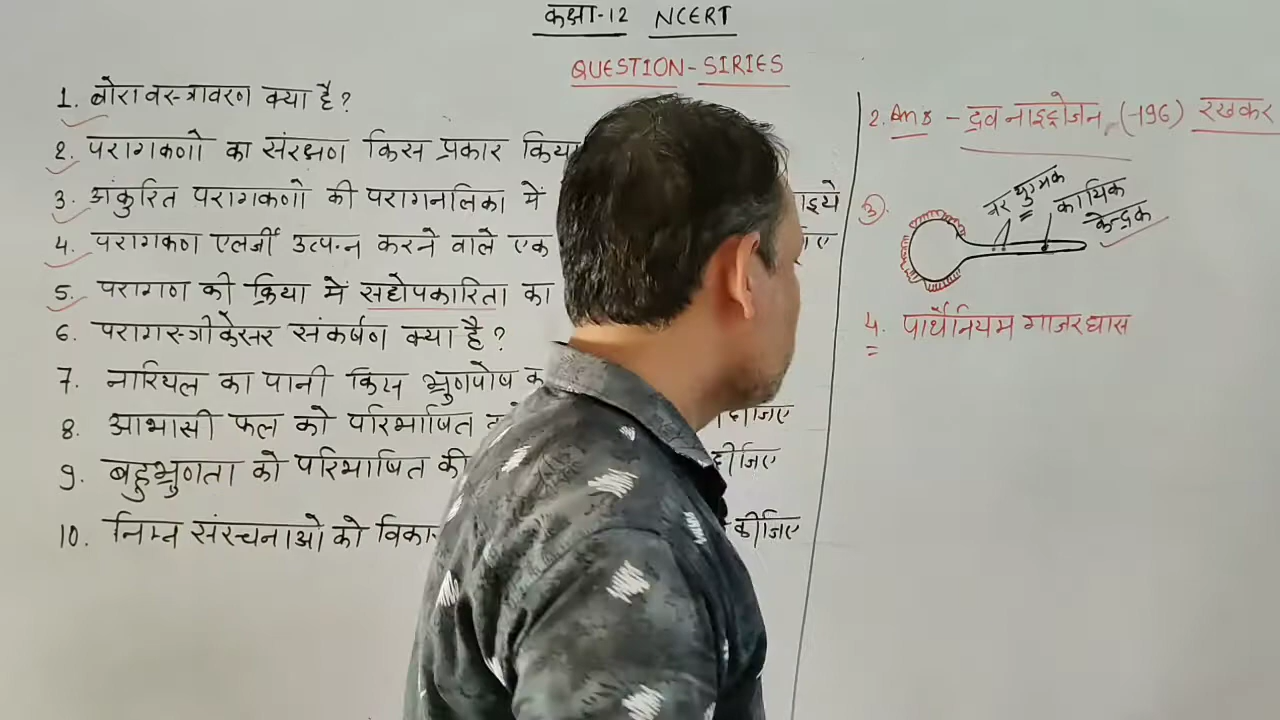 कक्षा-12 NCERT
QUESTION-SIRIES
1. बोरा वस्त्रावरण क्या है?
2. परागकणो का संरक्षण किस प्रकार किया
3. अंकुरित परागकणो की परागनलिका में
4. परागकण एलर्जी उत्पन्न करने वाले एक
5. परागण की क्रिया में सहोपकारिता का
6. परागस्त्रीकेसर संकर्षण क्या है?
7. नारियल का पानी किस भ्रुणपोष क
8. आभासी फल को परिभाषित दीजिए
9. बहुभ्रुणता को परिभाषित की दीजिए
10. निम्न संरचनाओ को विका कीजिए
2. Ans - द्रव नाइट्रोजन (-196) रखकर
3. नर युग्मक कायिक केन्द्रक
4. पार्थेनियम गाजरघास